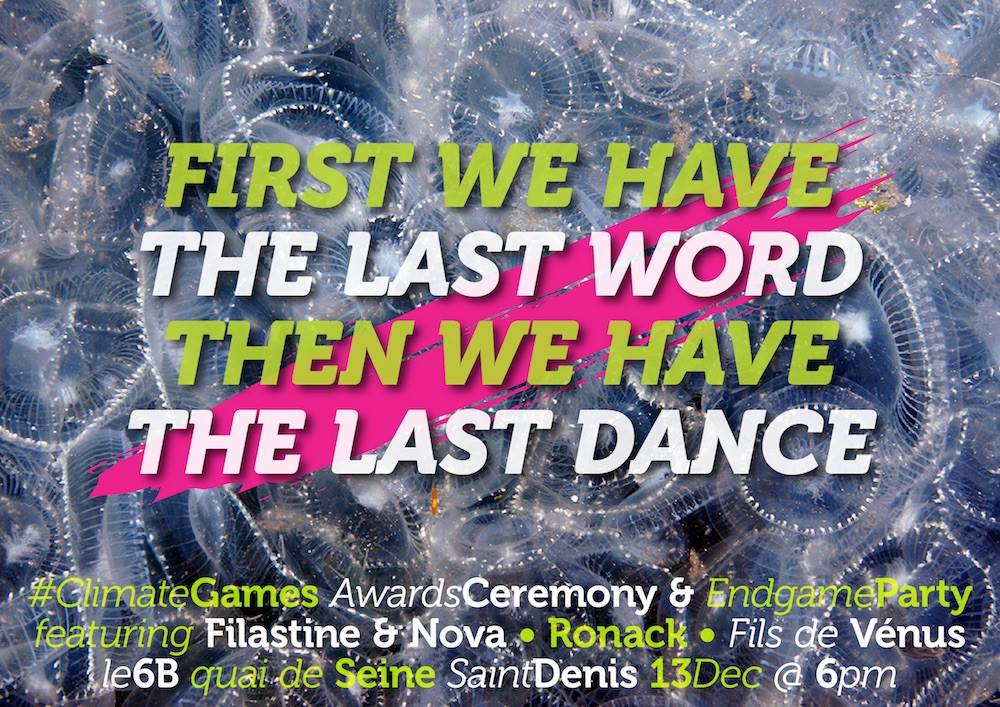 FIRST WE HAVE
THE LAST WORD
THEN WE HAVE
THE LAST DANCE
#ClimateGames AwardsCeremony & EndgameParty
featuring Filastine & Nova • Ronack • Fils de Vénus
le6B quai de Seine SaintDenis 13Dec @ 6pm